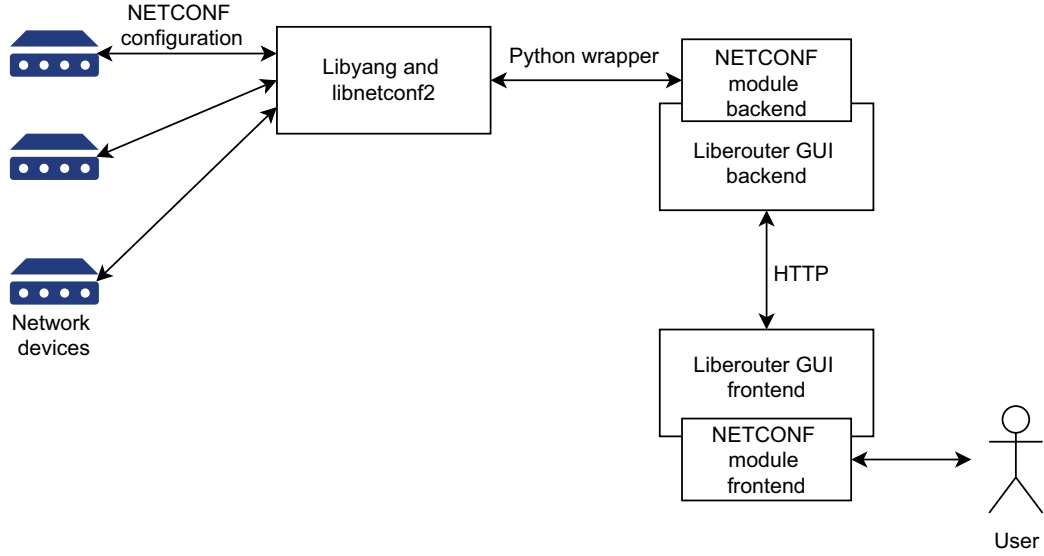 NETCONF
configuration
Libyang and
libnetconf2
Python wrapper
NETCONF
module
backend
Liberouter GUI
backend
HTTP
Network
devices
Liberouter GUI
frontend
NETCONF
module
frontend
User